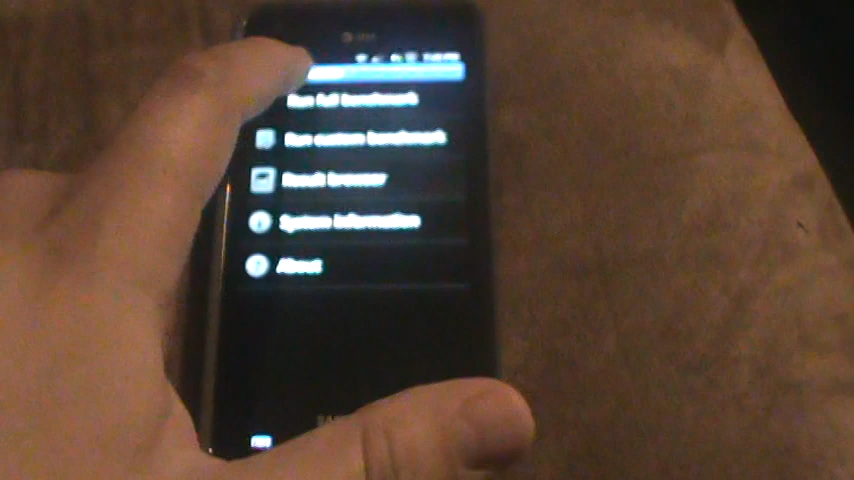 Run full benchmark
Run custom benchmark
Result browser
System information
About